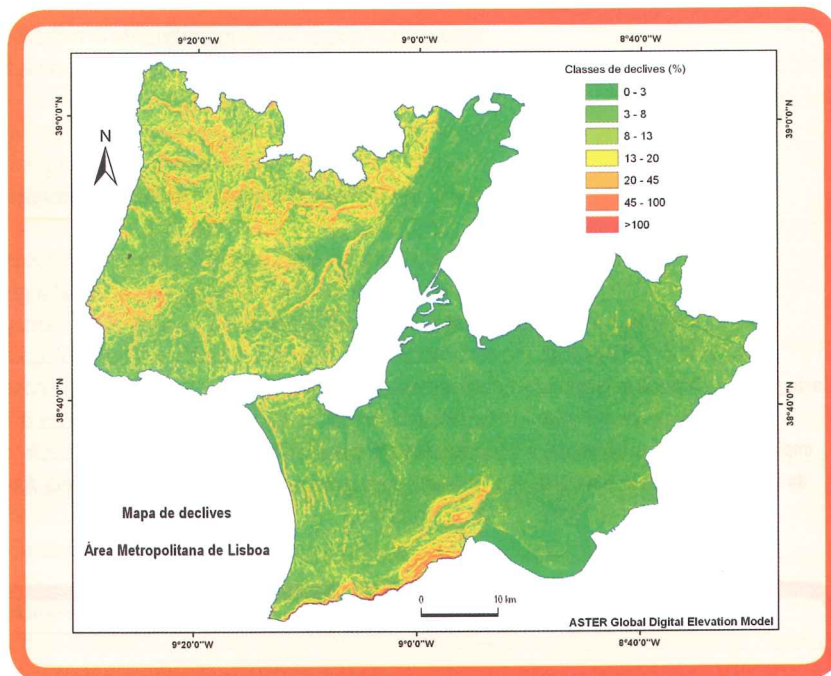 9°20'0"W
9°0'0"W
8°40'0"W
39°0'0"N
39°0'0"N
N
Classes de declives (%)
0 - 3
3 - 8
8 - 13
13 - 20
20 - 45
45 - 100
>100
38°40'0"N
38°40'0"N
Mapa de declives
Área Metropolitana de Lisboa
0
10 km
ASTER Global Digital Elevation Model
9°20'0"W
9°0'0"W
8°40'0"W